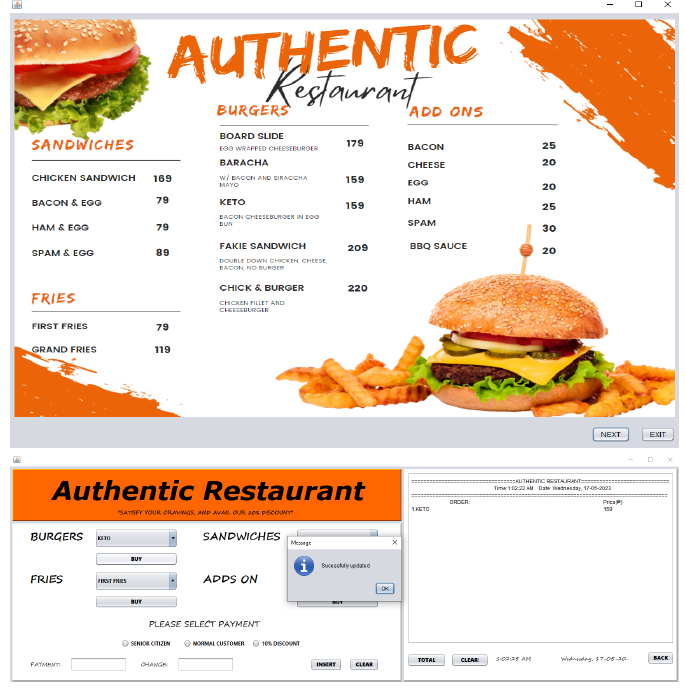 AUTHENTIC
Restaurant
SANDWICHES
CHICKEN SANDWICH 169
BACON & EGG 79
HAM & EGG 79
SPAM & EGG 89
FRIES
FIRST FRIES 79
GRAND FRIES 119
BURGERS
BOARD SLIDE 179
EGG WRAPPED CHEESEBURGER
BARACHA
W/ BACON AND SIRACCHA 159
MAYO
KETO 159
BACON CHEESEBURGER IN EGG
BUN
FAKIE SANDWICH 209
DOUBLE DOWN CHICKEN, CHEESE,
BACON, NO BURGER
CHICK & BURGER 220
CHICKEN FILLET AND
CHEESSBURGER
ADD ONS
BACON 25
CHEESE 20
EGG 20
HAM 25
SPAM 30
BBQ SAUCE 20
NEXT EXIT
Authentic Restaurant
"SATISFY YOUR CRAVINGS, AND AVAIL OUR 20% DISCOUNT"
BURGERS KETO SANDWICHES
BUY
FRIES FIRST FRIES ADDS ON
BUY BUY
Message
Sucessfully updated
OK
PLEASE SELECT PAYMENT
SENIOR CITIZEN NORMAL CUSTOMER 10% DISCOUNT
PAYMENT: CHANGE: INSERT CLEAR
AUTHENTIC RESTAURANT
Time:1:02:22 AM Date: Wednesday, 17-05-2023
ORDER: Price(₱)
1.KETO 159
TOTAL CLEAR: 1:02:25 AM Wednesday, 17-05-20... BACK